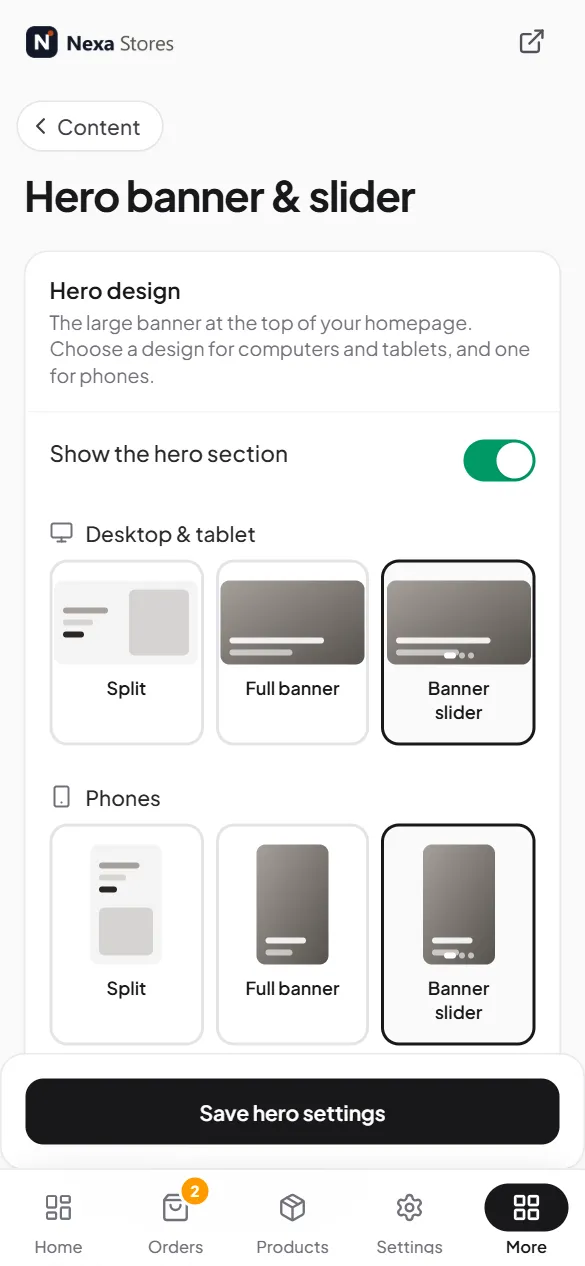 N Nexa Stores
Content
Hero banner & slider
Hero design
The large banner at the top of your homepage.
Choose a design for computers and tablets, and one
for phones.
Show the hero section
Desktop & tablet
Split
Full banner
Banner
slider
Phones
Split
Full banner
Banner
slider
Save hero settings
2
Home
Orders
Products
Settings
More